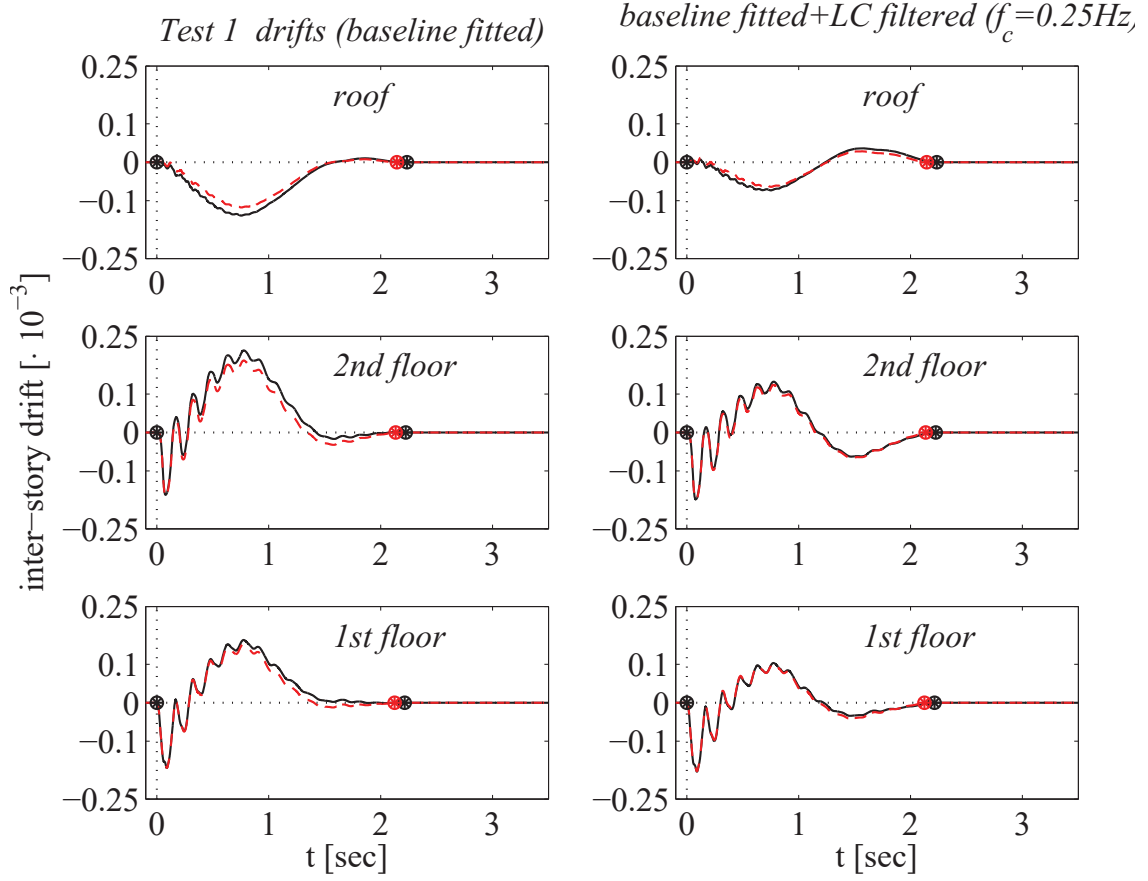 Test 1 drifts (baseline fitted)
baseline fitted+LC filtered (f_c=0.25Hz)
inter−story drift [· 10^−3]
0.25
0.1
0
−0.1
−0.25
roof
0 1 2 3
0.25
0.1
0
−0.1
−0.25
roof
0 1 2 3
0.25
0.1
0
−0.1
−0.25
2nd floor
0 1 2 3
0.25
0.1
0
−0.1
−0.25
2nd floor
0 1 2 3
0.25
0.1
0
−0.1
−0.25
1st floor
0 1 2 3
t [sec]
0.25
0.1
0
−0.1
−0.25
1st floor
0 1 2 3
t [sec]